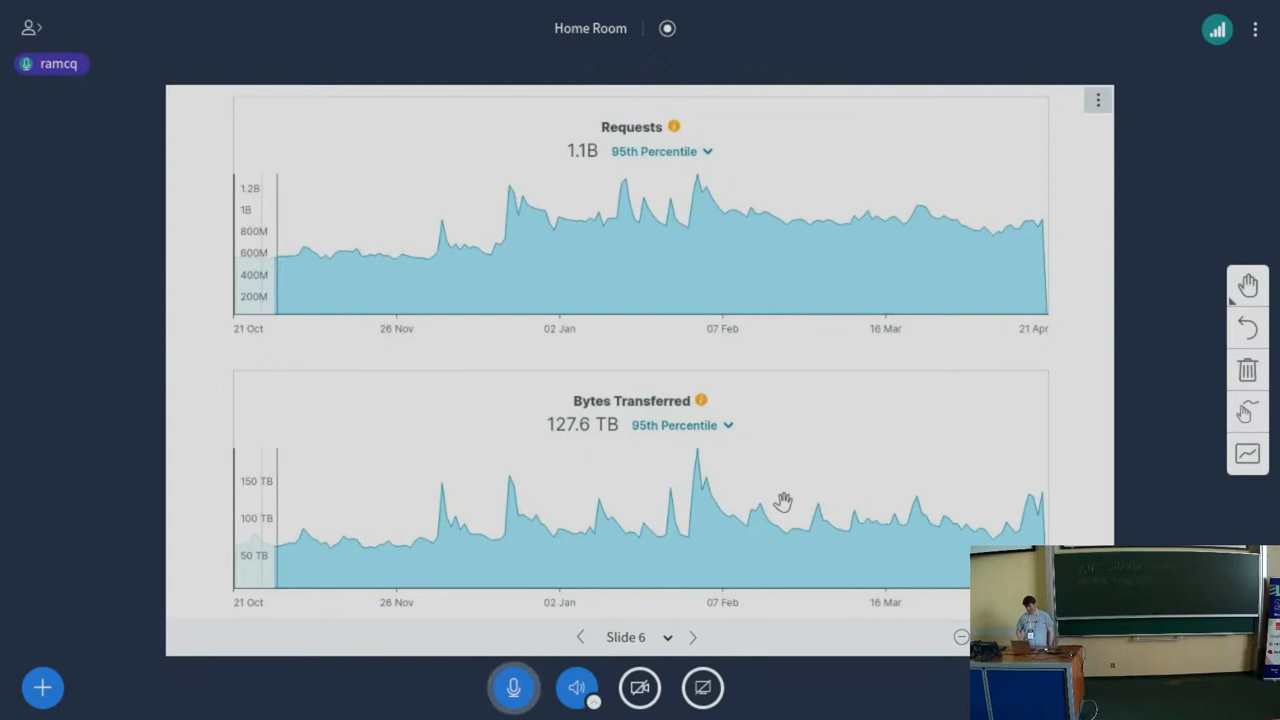 Home Room
ramcq
Requests
1.1B 95th Percentile
1.2B
1B
800M
600M
400M
200M
21 Oct 26 Nov 02 Jan 07 Feb 16 Mar 21 Apr
Bytes Transferred
127.6 TB 95th Percentile
150 TB
100 TB
50 TB
21 Oct 26 Nov 02 Jan 07 Feb 16 Mar
Slide 6